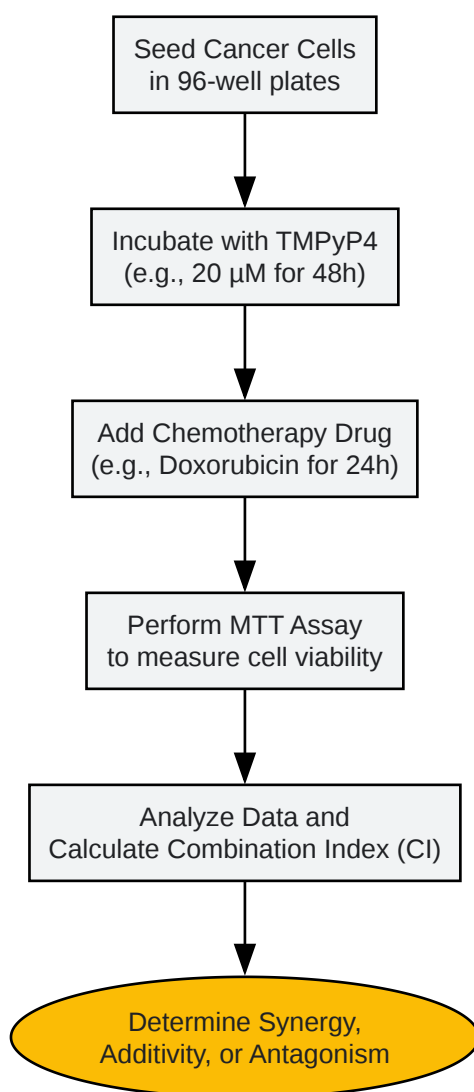 Seed Cancer Cells
in 96-well plates
Incubate with TMPyP4
(e.g., 20 µM for 48h)
Add Chemotherapy Drug
(e.g., Doxorubicin for 24h)
Perform MTT Assay
to measure cell viability
Analyze Data and
Calculate Combination Index (CI)
Determine Synergy,
Additivity, or Antagonism